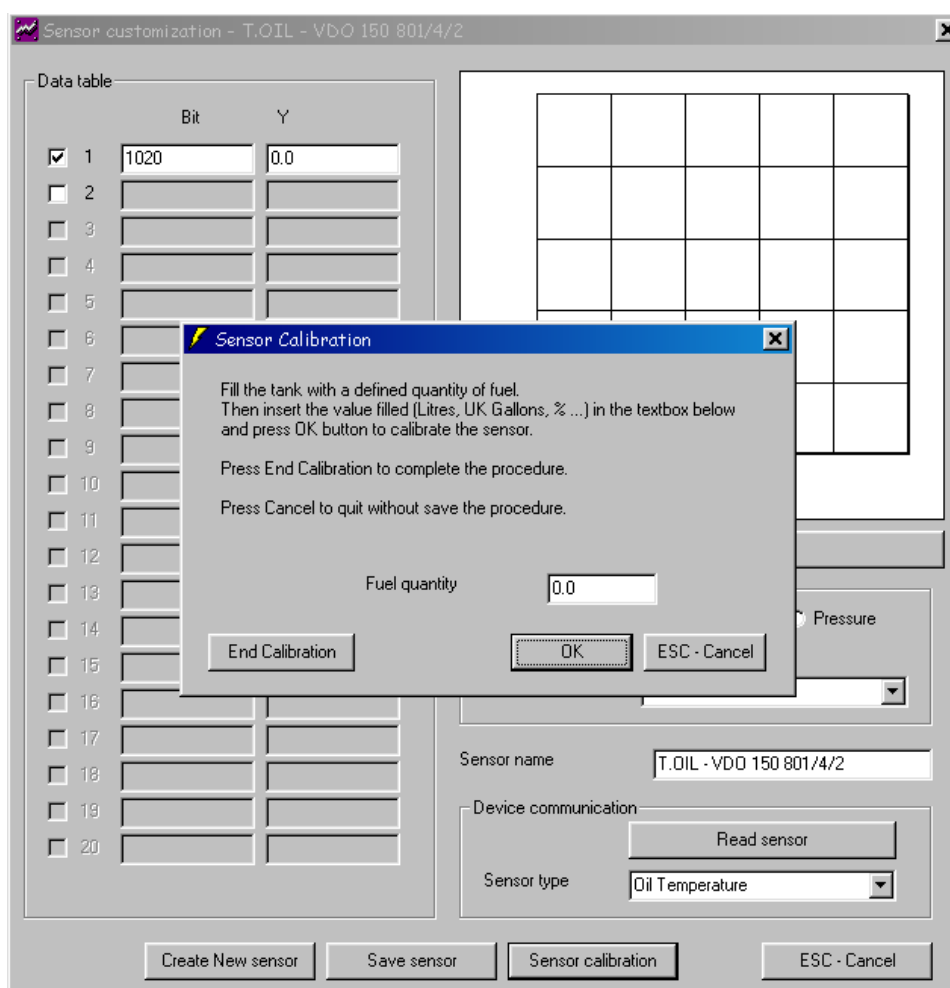 Sensor customization - T.OIL - VDO 150 801/4/2
Data table
Bit Y
1 1020 0.0
2
3
4
5
6
7
8
9
10
11
12
13
14
15
16
17
18
19
20
Sensor Calibration
Fill the tank with a defined quantity of fuel.
Then insert the value filled (Litres, UK Gallons, % ...) in the textbox below
and press OK button to calibrate the sensor.
Press End Calibration to complete the procedure.
Press Cancel to quit without save the procedure.
Fuel quantity 0.0
End Calibration OK ESC - Cancel
Pressure
Sensor name T.OIL - VDO 150 801/4/2
Device communication
Read sensor
Sensor type Oil Temperature
Create New sensor Save sensor Sensor calibration ESC - Cancel